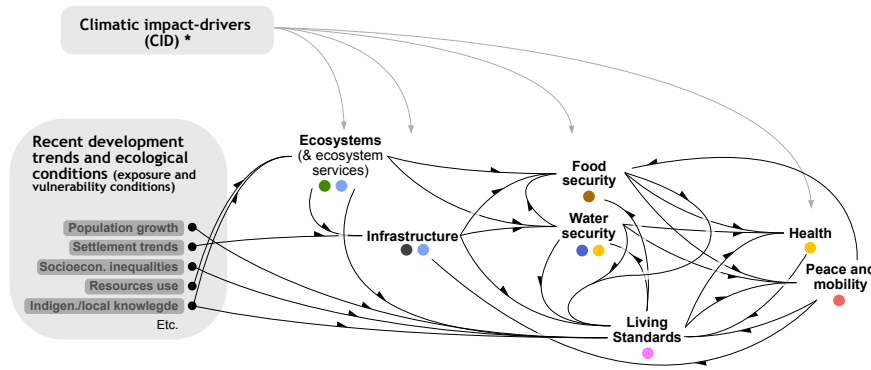 Climatic impact-drivers
(CID) *
Recent development
trends and ecological
conditions (exposure and
vulnerability conditions)
Population growth
Settlement trends
Socioecon. inequalities
Resources use
Indigen./local knowlegde
Etc.
Ecosystems
(& ecosystem
services)
Infrastructure
Food
security
Water
security
Living
Standards
Health
Peace and
mobility